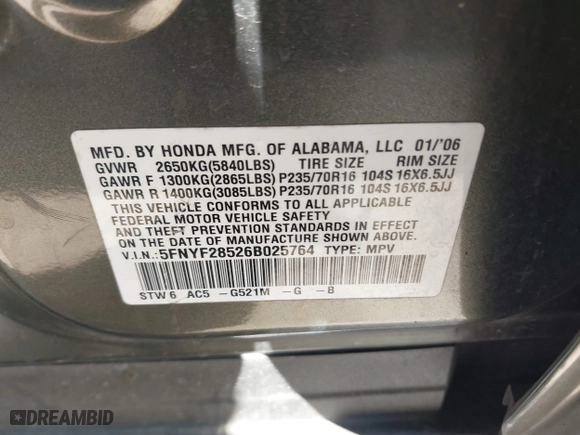 MFD. BY HONDA MFG. OF ALABAMA, LLC 01/'06
GVWR 2650KG(5840LBS) TIRE SIZE RIM SIZE
GAWR F 1300KG(2865LBS) P235/70R16 104S 16X6.5JJ
GAWR R 1400KG(3085LBS) P235/70R16 104S 16X6.5JJ
THIS VEHICLE CONFORMS TO ALL APPLICABLE
FEDERAL MOTOR VEHICLE SAFETY
AND THEFT PREVENTION STANDARDS IN EFFECT
ON THE DATE OF MANUFACTURE SHOWN ABOVE.
V.I.N.: 5FNYF28526B025764 TYPE: MPV
STW 6 AC5 -G521M -G -B
DREAMBID